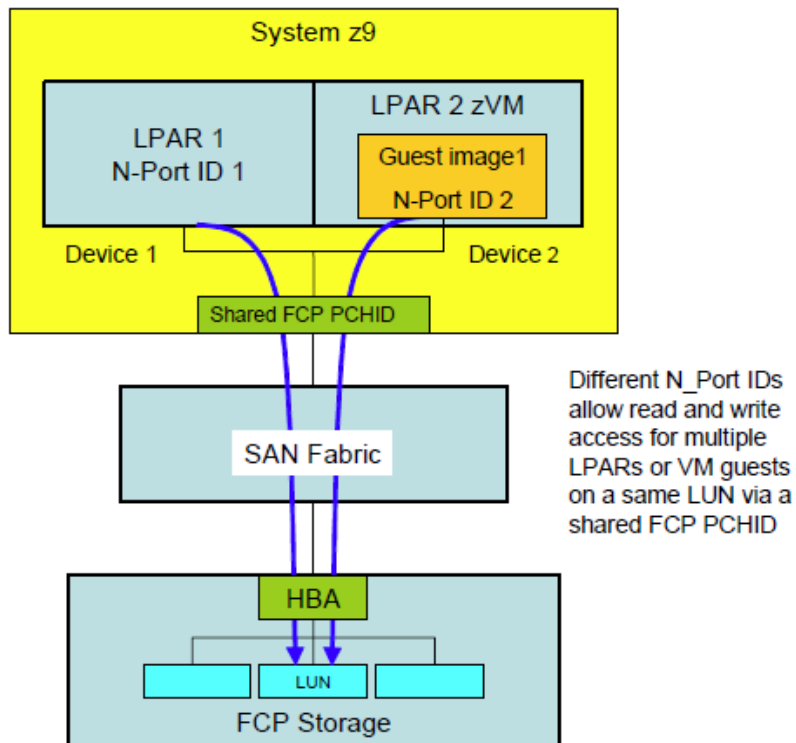 System z9
LPAR 1
N-Port ID 1
LPAR 2 zVM
Guest image1
N-Port ID 2
Device 1
Device 2
Shared FCP PCHID
SAN Fabric
Different N_Port IDs
allow read and write
access for multiple
LPARs or VM guests
on a same LUN via a
shared FCP PCHID
HBA
LUN
FCP Storage